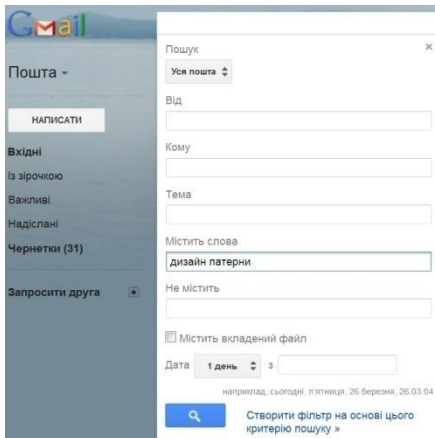 Gmail
Пошта
НАПИСАТИ
Вхідні
Із зірочкою
Важливі
Надіслані
Чернетки (31)
Запросити друга
Пошук
Уся пошта
Від
Кому
Тема
Містить слова
дизайн патерни
Не містить
Містить вкладений файл
Дата 1 день з
наприклад, сьогодні, п'ятниця, 26 березня, 26.03.04
Створити фільтр на основі цього
критерію пошуку »